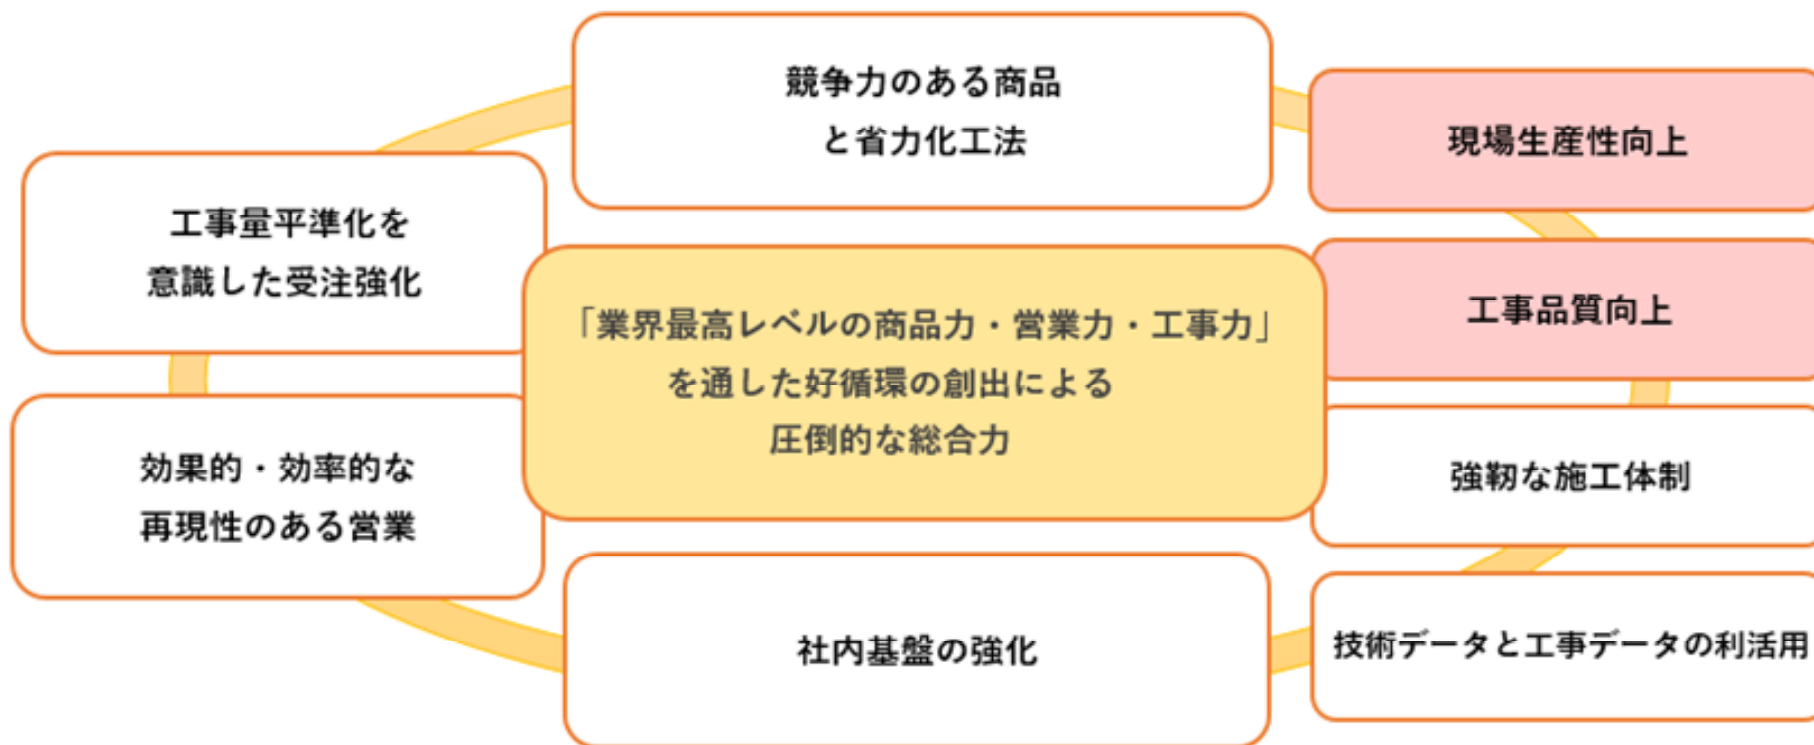 競争力のある商品
と省力化工法
現場生産性向上
工事量平準化を
意識した受注強化
工事品質向上
「業界最高レベルの商品力・営業力・工事力」
を通した好循環の創出による
圧倒的な総合力
効果的・効率的な
再現性のある営業
強靭な施工体制
社内基盤の強化
技術データと工事データの利活用